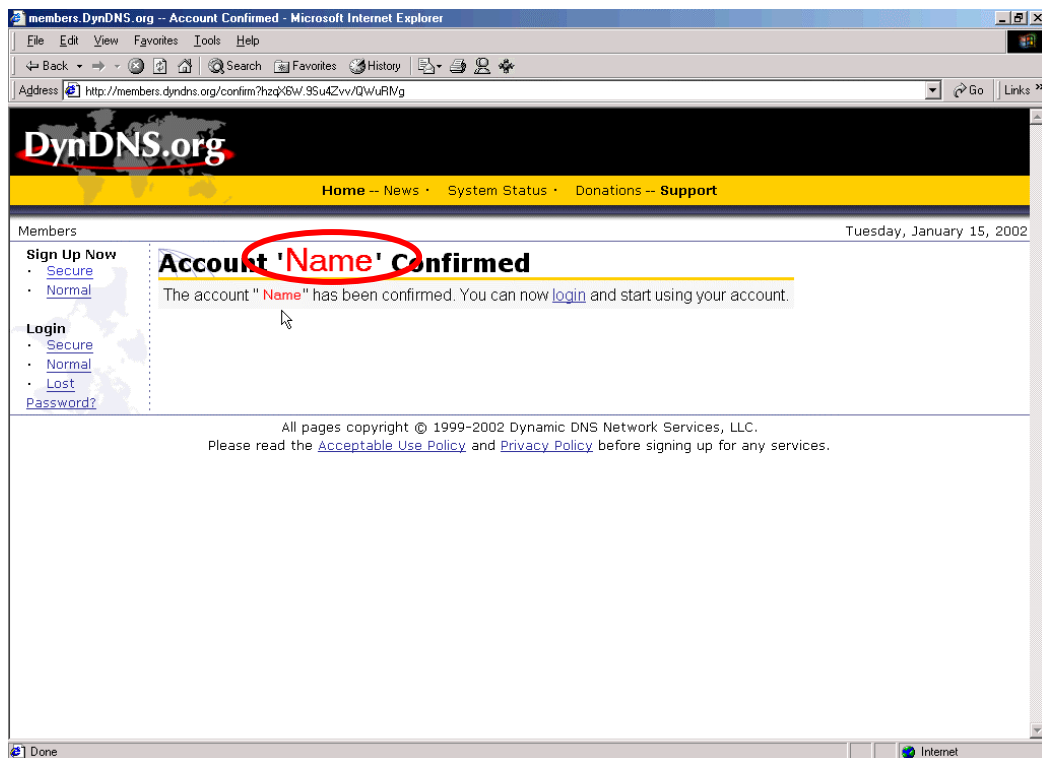 members.DynDNS.org -- Account Confirmed - Microsoft Internet Explorer
File Edit View Favorites Tools Help
Back Search Favorites History
Address http://members.dyndns.org/confirm?hzqX6W.9Su4Zvv/QWuRlVg Go Links »
DynDNS.org
Home -- News · System Status · Donations -- Support
Members Tuesday, January 15, 2002
Sign Up Now
· Secure
· Normal
Login
· Secure
· Normal
· Lost
Password?
Account 'Name' Confirmed
The account " Name" has been confirmed. You can now login and start using your account.
All pages copyright © 1999-2002 Dynamic DNS Network Services, LLC.
Please read the Acceptable Use Policy and Privacy Policy before signing up for any services.
Done Internet